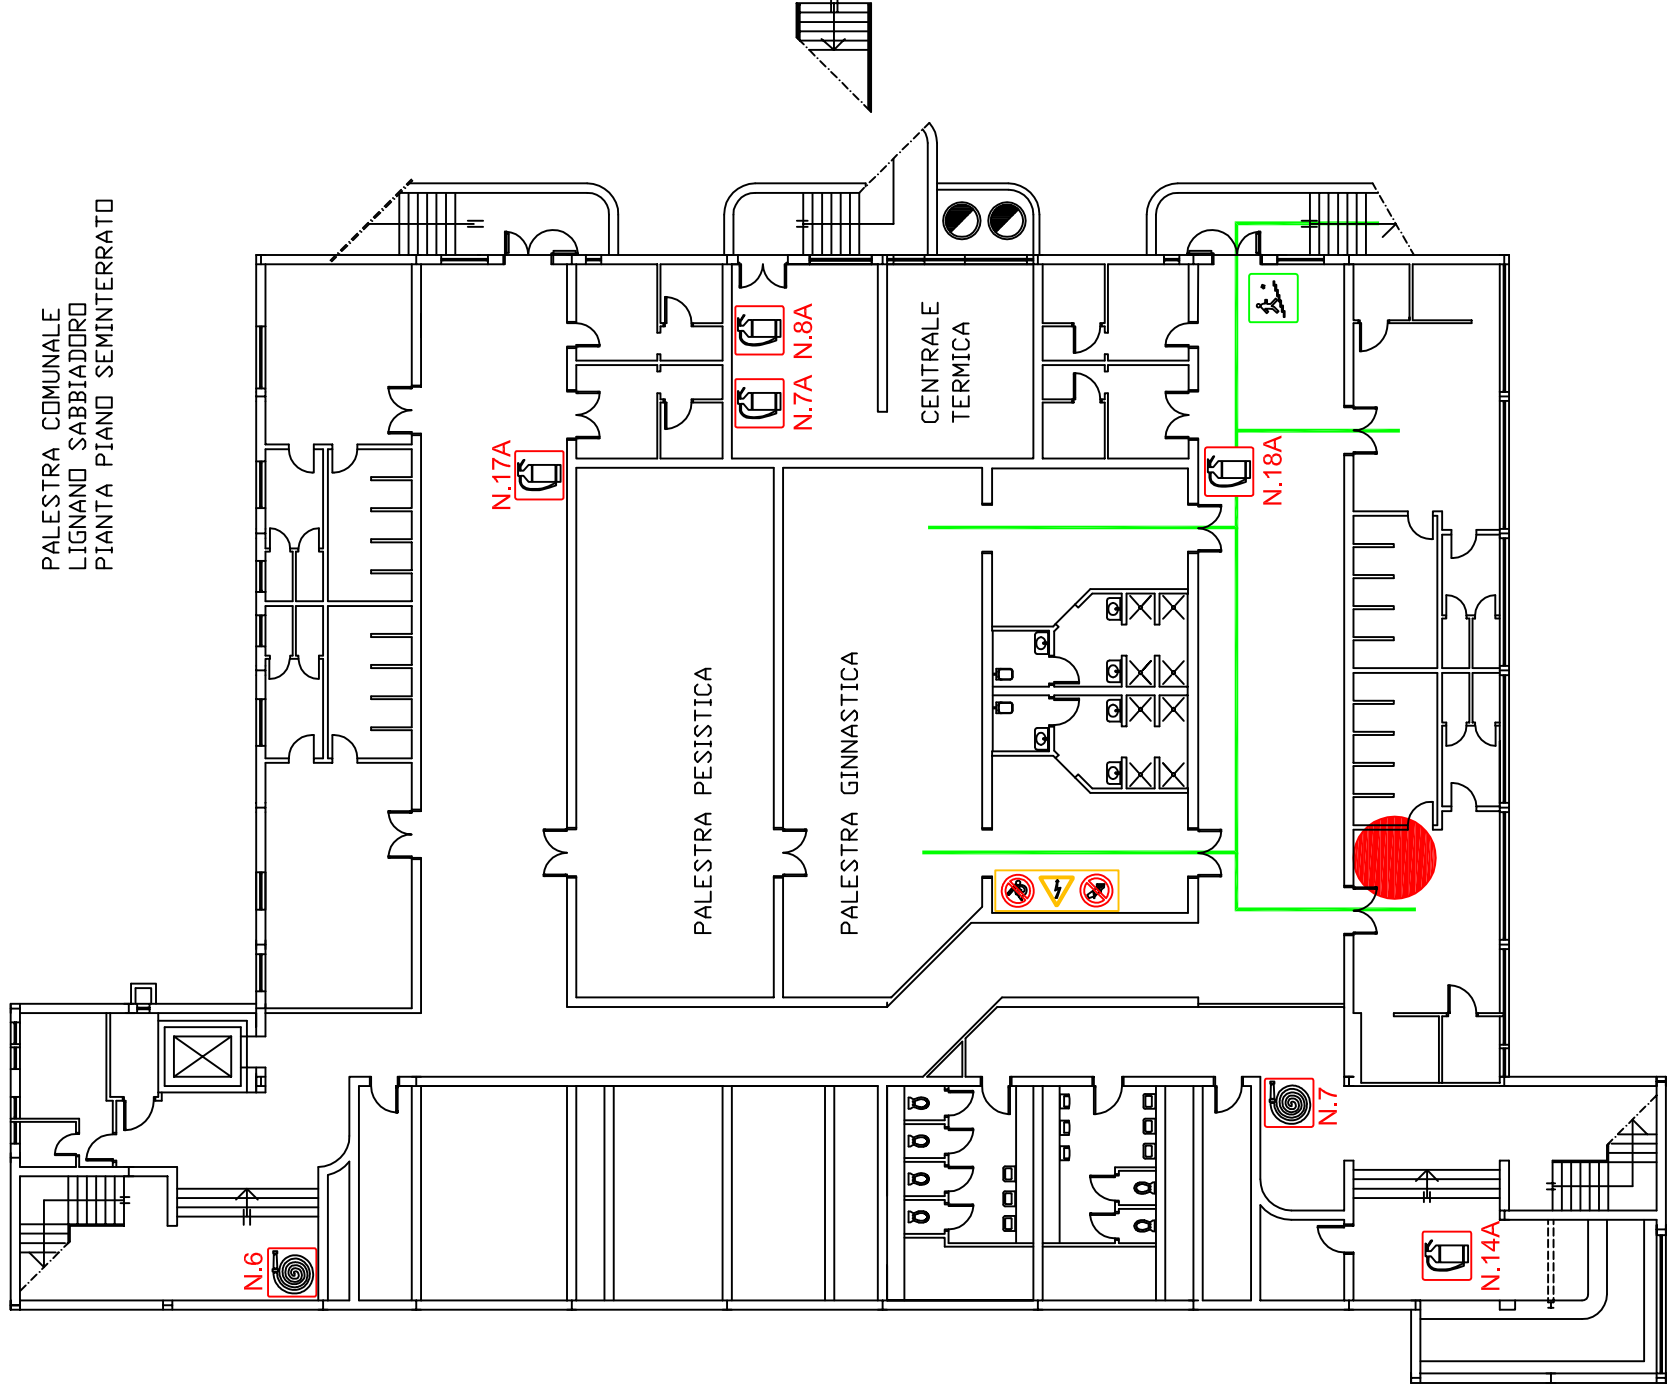 PALESTRA COMUNALE
LIGNANO SABBIADORO
PIANTA PIANO SEMINTERRATO
N.17A
N.8A
N.7A
CENTRALE
TERMICA
N.18A
PALESTRA PESISTICA
PALESTRA GINNASTICA
N.6
N.7
N.14A